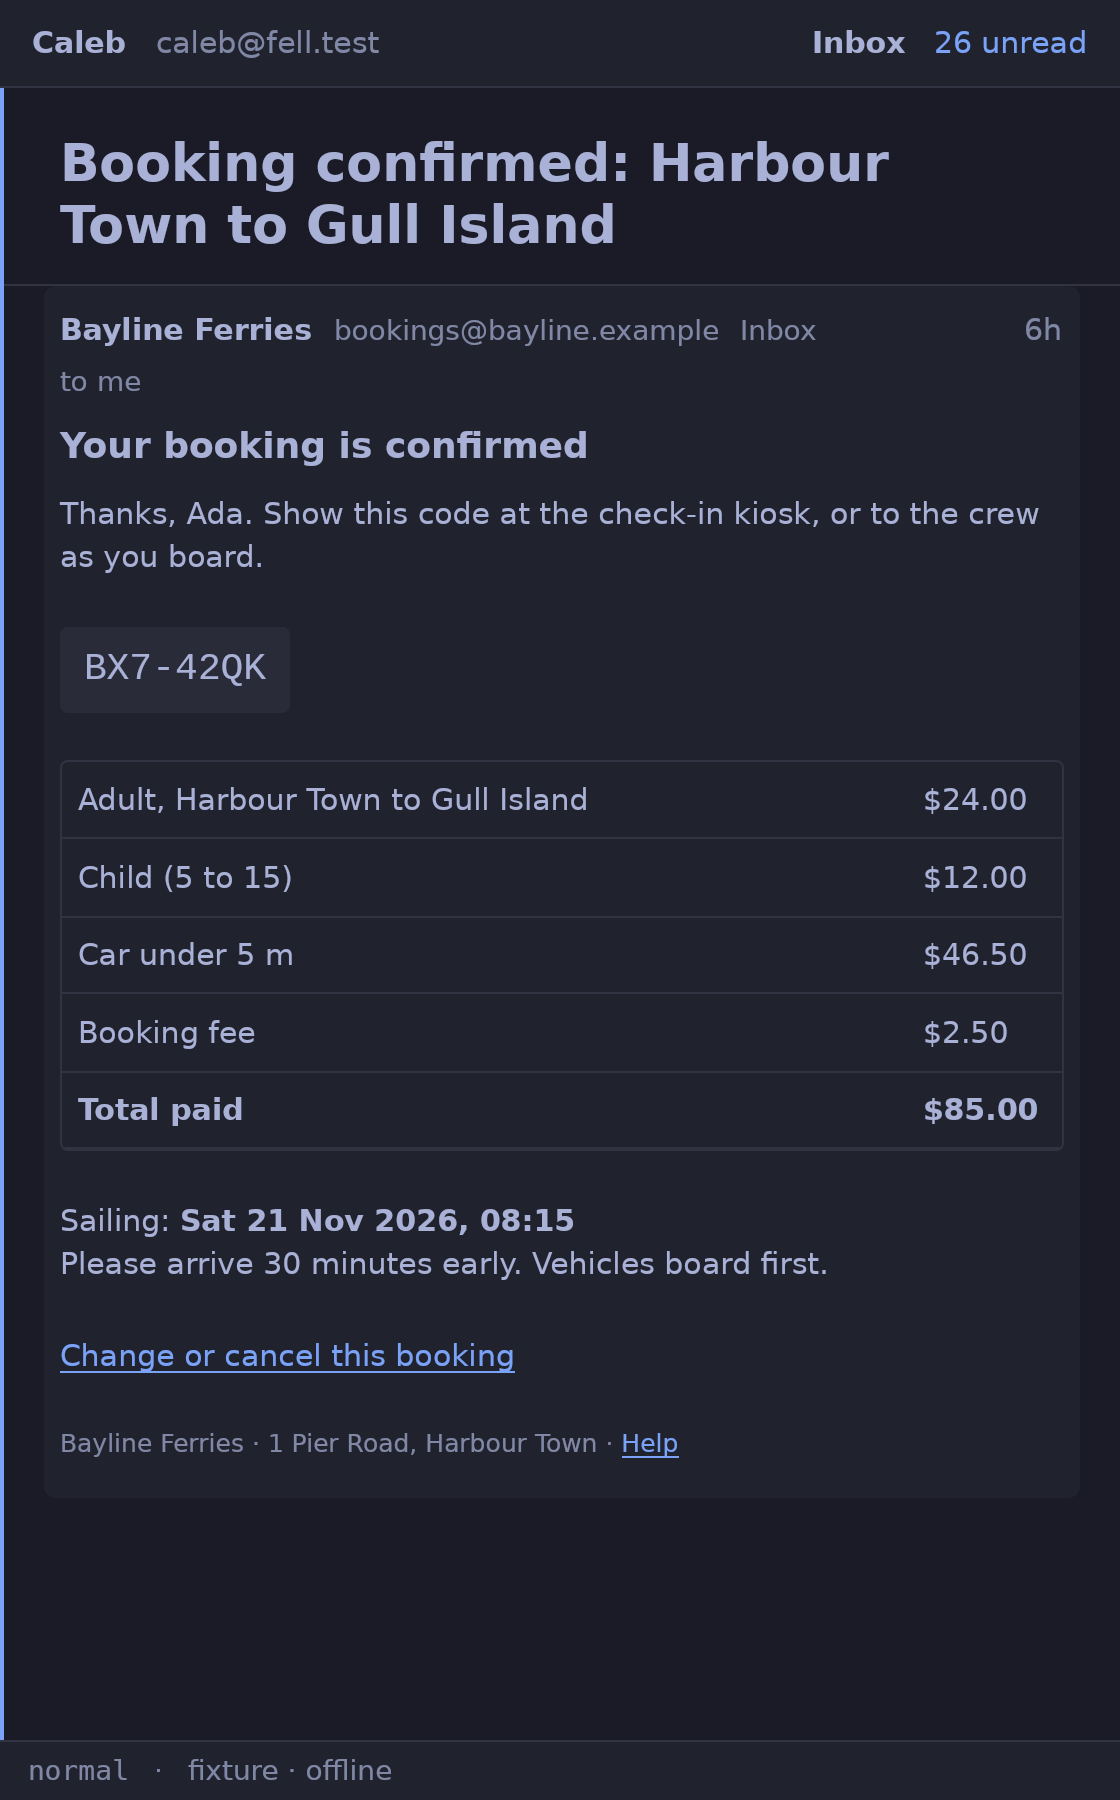 Caleb caleb@fell.test Inbox 26 unread
Booking confirmed: Harbour
Town to Gull Island
Bayline Ferries bookings@bayline.example Inbox 6h
to me
Your booking is confirmed
Thanks, Ada. Show this code at the check-in kiosk, or to the crew
as you board.
BX7-42QK
Adult, Harbour Town to Gull Island $24.00
Child (5 to 15) $12.00
Car under 5 m $46.50
Booking fee $2.50
Total paid $85.00
Sailing: Sat 21 Nov 2026, 08:15
Please arrive 30 minutes early. Vehicles board first.
Change or cancel this booking
Bayline Ferries · 1 Pier Road, Harbour Town · Help
normal · fixture · offline